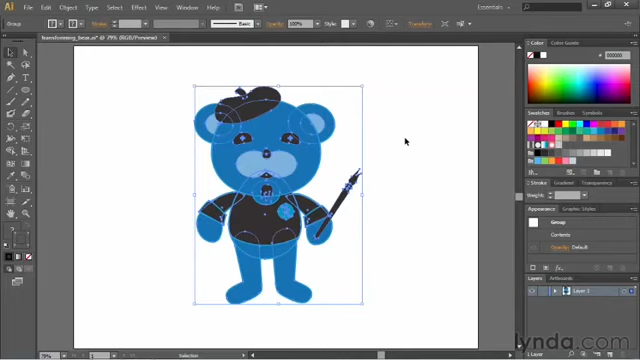 Ai File Edit Object Type Select Effect View Window Help
Essentials
Group
Stroke:
Basic
Opacity: 100%
Style:
Transform
transforming_bear.ai* @ 79% (RGB/Preview)
Color Color Guide
000000
Swatches Brushes Symbols
Stroke Gradient Transparency
Weight:
Appearance Graphic Styles
Group
Contents
Opacity: Default
Layers Artboards
Layer 1
lynda.com
79%
1
Selection